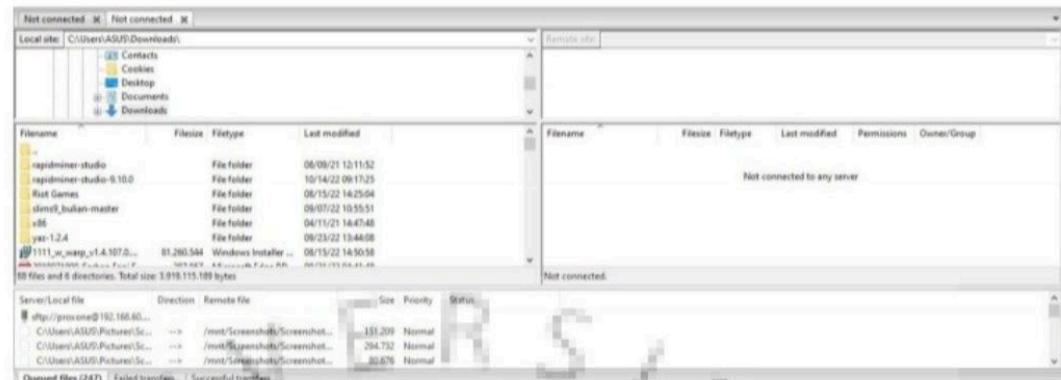 Not connected Not connected
Local site: C:\Users\ASUS\Downloads\ Remote site:
Contacts
Cookies
Desktop
Documents
Downloads
Filename Filesize Filetype Last modified Filename Filesize Filetype Last modified Permissions Owner/Group
..
rapidminer-studio File folder 08/09/21 12:11:52
rapidminer-studio-9.10.0 File folder 10/14/22 09:17:25
Not connected to any server
Riot Games File folder 08/15/22 14:25:04
slims9_bulian-master File folder 09/07/22 10:55:51
x86 File folder 04/11/21 14:47:48
yaz-1.2.4 File folder 09/23/22 13:44:08
1111_w_warp_v1.4.107.0... 81.260.544 Windows Installer ... 08/15/22 14:50:58
files and 6 directories. Total size: 3.919.115.189 bytes Not connected.
Server/Local file Direction Remote file Size Priority Status
sftp://proxone@192.168.60...
C:\Users\ASUS\Pictures\Sc... --> /mnt/Screenshots/Screenshot... 151.209 Normal
C:\Users\ASUS\Pictures\Sc... --> /mnt/Screenshots/Screenshot... 294.732 Normal
C:\Users\ASUS\Pictures\Sc... --> /mnt/Screenshots/Screenshot... 80.676 Normal
Queued files (247) Failed transfers Successful transfers